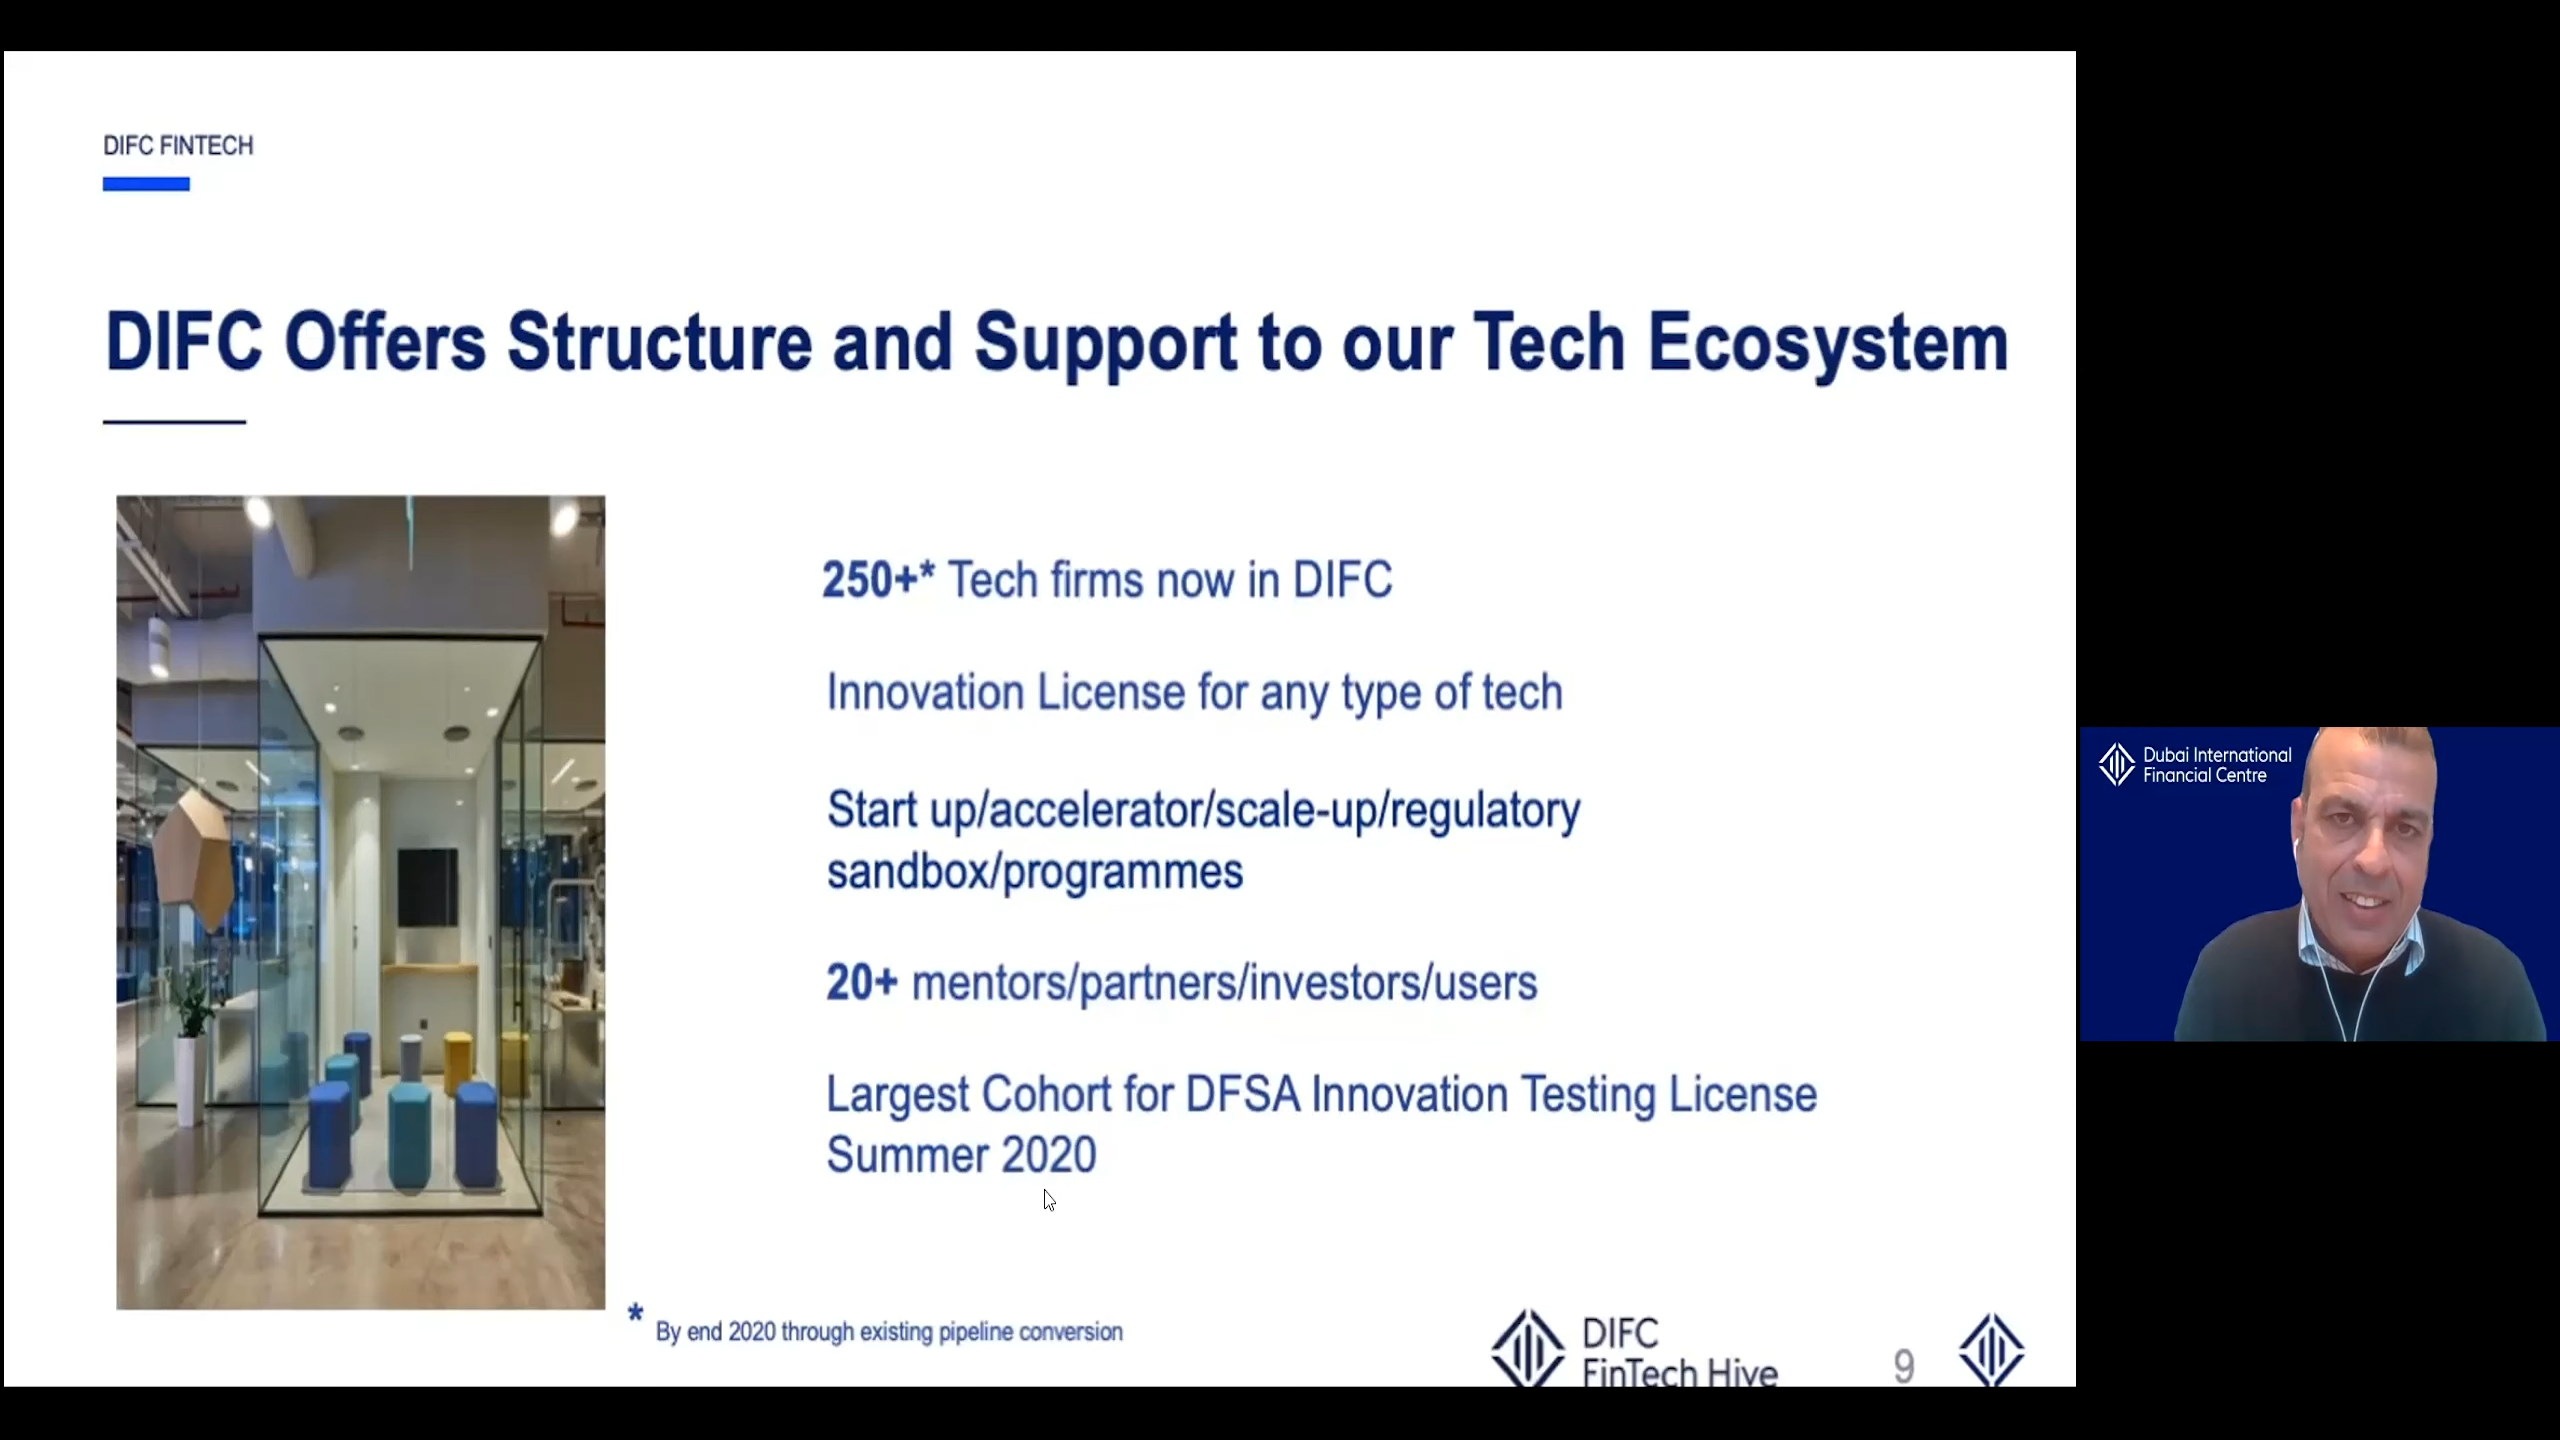 DIFC FINTECH
DIFC Offers Structure and Support to our Tech Ecosystem
250+* Tech firms now in DIFC
Innovation License for any type of tech
Start up/accelerator/scale-up/regulatory
sandbox/programmes
20+ mentors/partners/investors/users
Largest Cohort for DFSA Innovation Testing License
Summer 2020
* By end 2020 through existing pipeline conversion
DIFC
FinTech Hive
9
Dubai International
Financial Centre